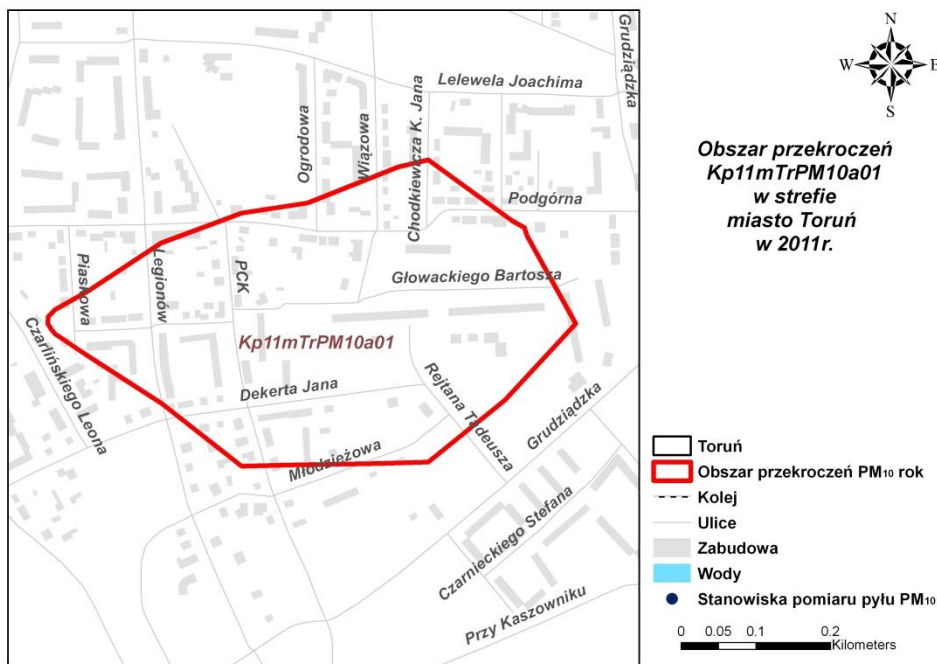 Grudziądzka
Lelewela Joachima
Chodkiewicza K. Jana
Ogrodowa
Wiązowa
Podgórna
Piaskowa
Legionów
PCK
Głowackiego Bartosza
Kp11mTrPM10a01
Czarlińskiego Leona
Dekerta Jana
Rejtana Tadeusza
Grudziądzka
Młodzieżowa
Czarnieckiego Stefana
Przy Kaszowniku
N
W E
S
Obszar przekroczeń
Kp11mTrPM10a01
w strefie
miasto Toruń
w 2011r.
Toruń
Obszar przekroczeń PM10 rok
Kolej
Ulice
Zabudowa
Wody
Stanowiska pomiaru pyłu PM10
0 0.05 0.1 0.2
Kilometers